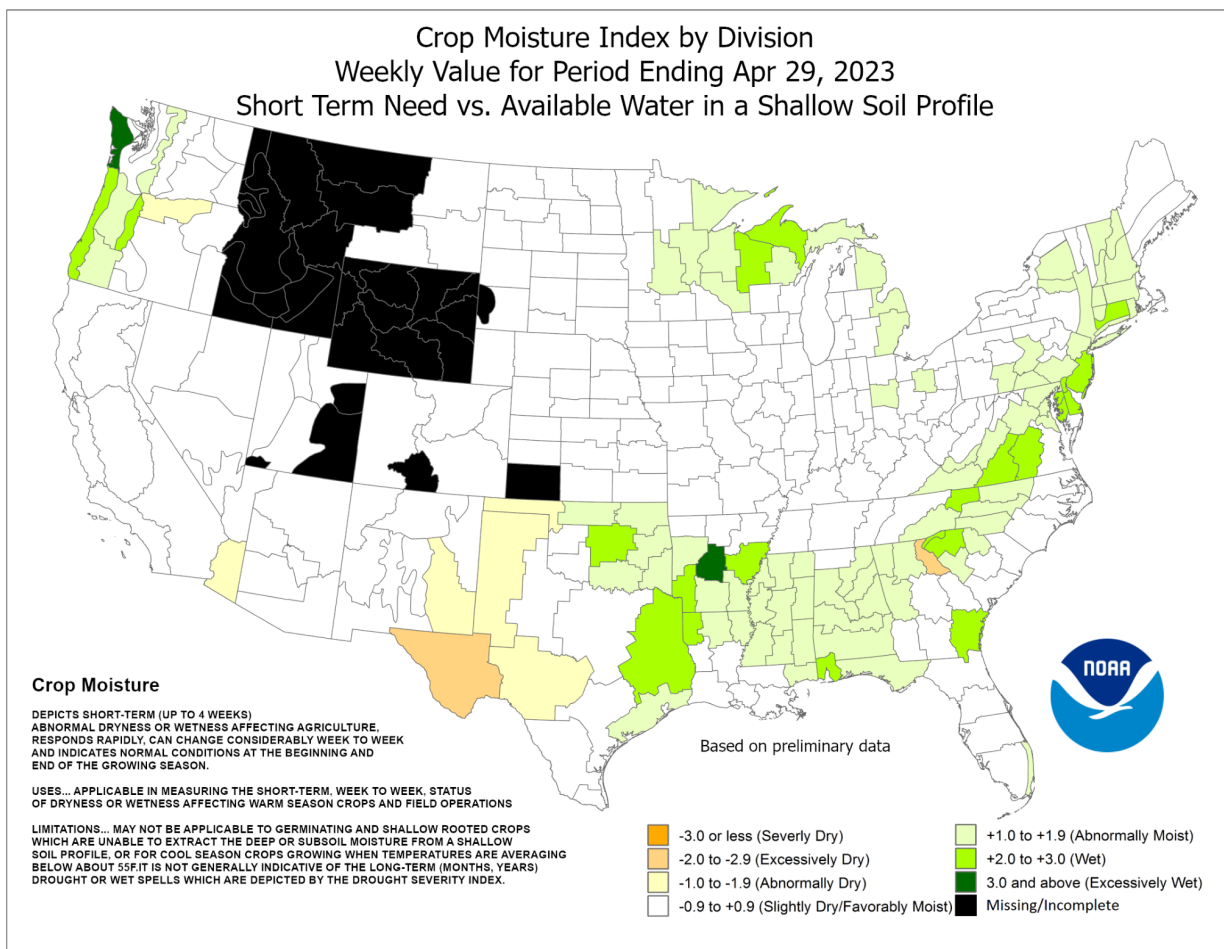 Crop Moisture Index by Division
Weekly Value for Period Ending Apr 29, 2023
Short Term Need vs. Available Water in a Shallow Soil Profile
Crop Moisture
DEPICTS SHORT-TERM (UP TO 4 WEEKS)
ABNORMAL DRYNESS OR WETNESS AFFECTING AGRICULTURE,
RESPONDS RAPIDLY, CAN CHANGE CONSIDERABLY WEEK TO WEEK
AND INDICATES NORMAL CONDITIONS AT THE BEGINNING AND
END OF THE GROWING SEASON.
USES... APPLICABLE IN MEASURING THE SHORT-TERM, WEEK TO WEEK, STATUS
OF DRYNESS OR WETNESS AFFECTING WARM SEASON CROPS AND FIELD OPERATIONS
LIMITATIONS... MAY NOT BE APPLICABLE TO GERMINATING AND SHALLOW ROOTED CROPS
WHICH ARE UNABLE TO EXTRACT THE DEEP OR SUBSOIL MOISTURE FROM A SHALLOW
SOIL PROFILE, OR FOR COOL SEASON CROPS GROWING WHEN TEMPERATURES ARE AVERAGING
BELOW ABOUT 55F.IT IS NOT GENERALLY INDICATIVE OF THE LONG-TERM (MONTHS, YEARS)
DROUGHT OR WET SPELLS WHICH ARE DEPICTED BY THE DROUGHT SEVERITY INDEX.
NOAA
Based on preliminary data
-3.0 or less (Severly Dry)
-2.0 to -2.9 (Excessively Dry)
-1.0 to -1.9 (Abnormally Dry)
-0.9 to +0.9 (Slightly Dry/Favorably Moist)
+1.0 to +1.9 (Abnormally Moist)
+2.0 to +3.0 (Wet)
3.0 and above (Excessively Wet)
Missing/Incomplete